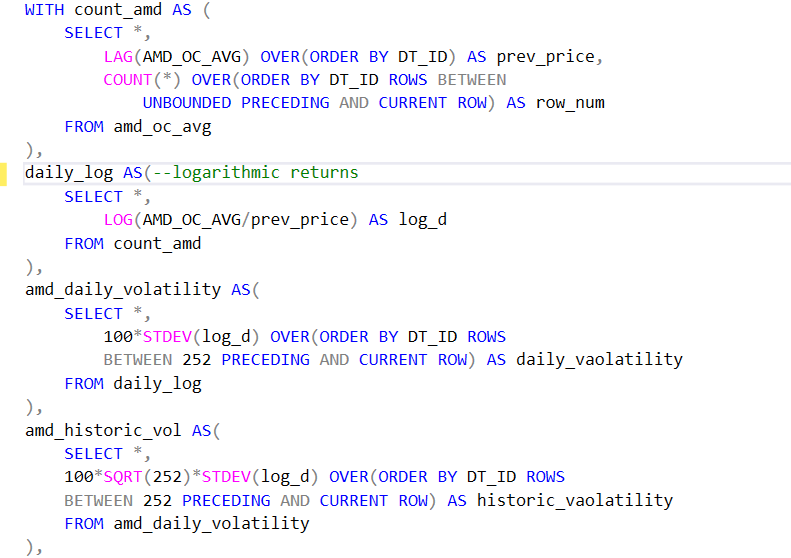 WITH count_amd AS (
SELECT *,
LAG(AMD_OC_AVG) OVER(ORDER BY DT_ID) AS prev_price,
COUNT(*) OVER(ORDER BY DT_ID ROWS BETWEEN
UNBOUNDED PRECEDING AND CURRENT ROW) AS row_num
FROM amd_oc_avg
),
daily_log AS(--logarithmic returns
SELECT *,
LOG(AMD_OC_AVG/prev_price) AS log_d
FROM count_amd
),
amd_daily_volatility AS(
SELECT *,
100*STDEV(log_d) OVER(ORDER BY DT_ID ROWS
BETWEEN 252 PRECEDING AND CURRENT ROW) AS daily_vaolatility
FROM daily_log
),
amd_historic_vol AS(
SELECT *,
100*SQRT(252)*STDEV(log_d) OVER(ORDER BY DT_ID ROWS
BETWEEN 252 PRECEDING AND CURRENT ROW) AS historic_vaolatility
FROM amd_daily_volatility
),